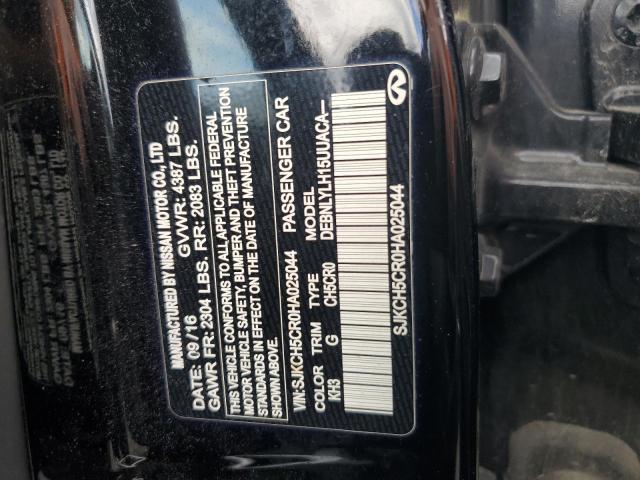 MANUFACTURED BY NISSAN MOTOR CO., LTD
DATE: 09/16 GVWR: 4387 LBS.
GAWR FR: 2304 LBS. RR: 2083 LBS.
THIS VEHICLE CONFORMS TO ALL APPLICABLE FEDERAL
MOTOR VEHICLE SAFETY, BUMPER AND THEFT PREVENTION
STANDARDS IN EFFECT ON THE DATE OF MANUFACTURE
SHOWN ABOVE.
VIN:SJKCH5CR0HA025044 PASSENGER CAR
COLOR TRIM TYPE MODEL
KH3 G CH5CR0 DEBNLYLH15UUACA—
SJKCH5CR0HA025044